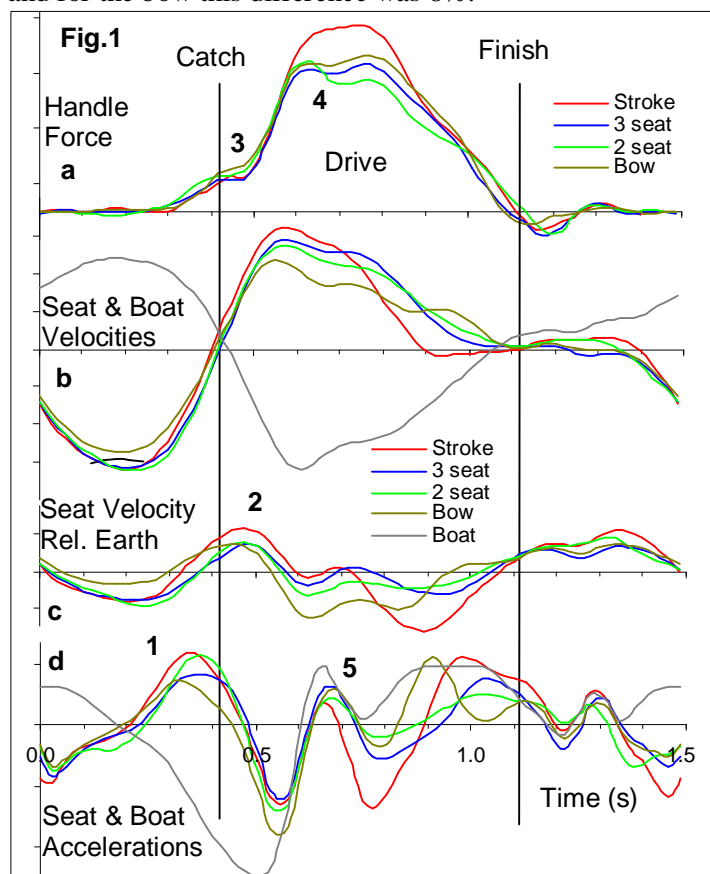 and for the bow this difference was 8%.
Fig.1
Catch
Finish
Handle
Force
3
4
Drive
Stroke
3 seat
2 seat
Bow
a
Seat & Boat
Velocities
b
Stroke
3 seat
2 seat
Bow
Boat
Seat Velocity
Rel. Earth
2
c
d
1
5
0.0
0.5
1.0
1.5
Time (s)
Seat & Boat
Accelerations